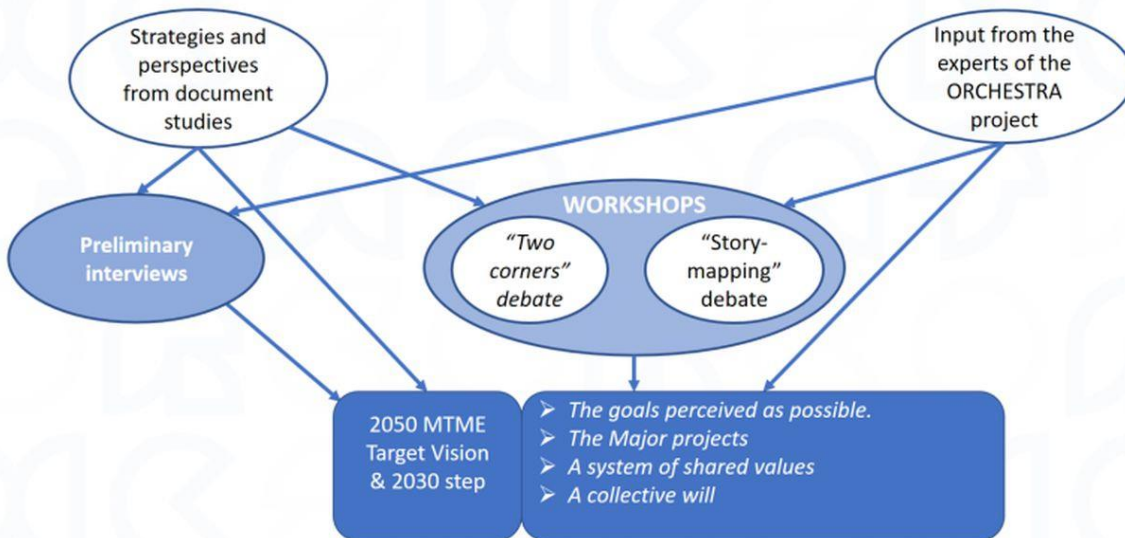 Strategies and
perspectives
from document
studies
Input from the
experts of the
ORCHESTRA
project
Preliminary
interviews
WORKSHOPS
“Two
corners”
debate
“Story-
mapping”
debate
2050 MTME
Target Vision
& 2030 step
➢ The goals perceived as possible.
➢ The Major projects
➢ A system of shared values
➢ A collective will